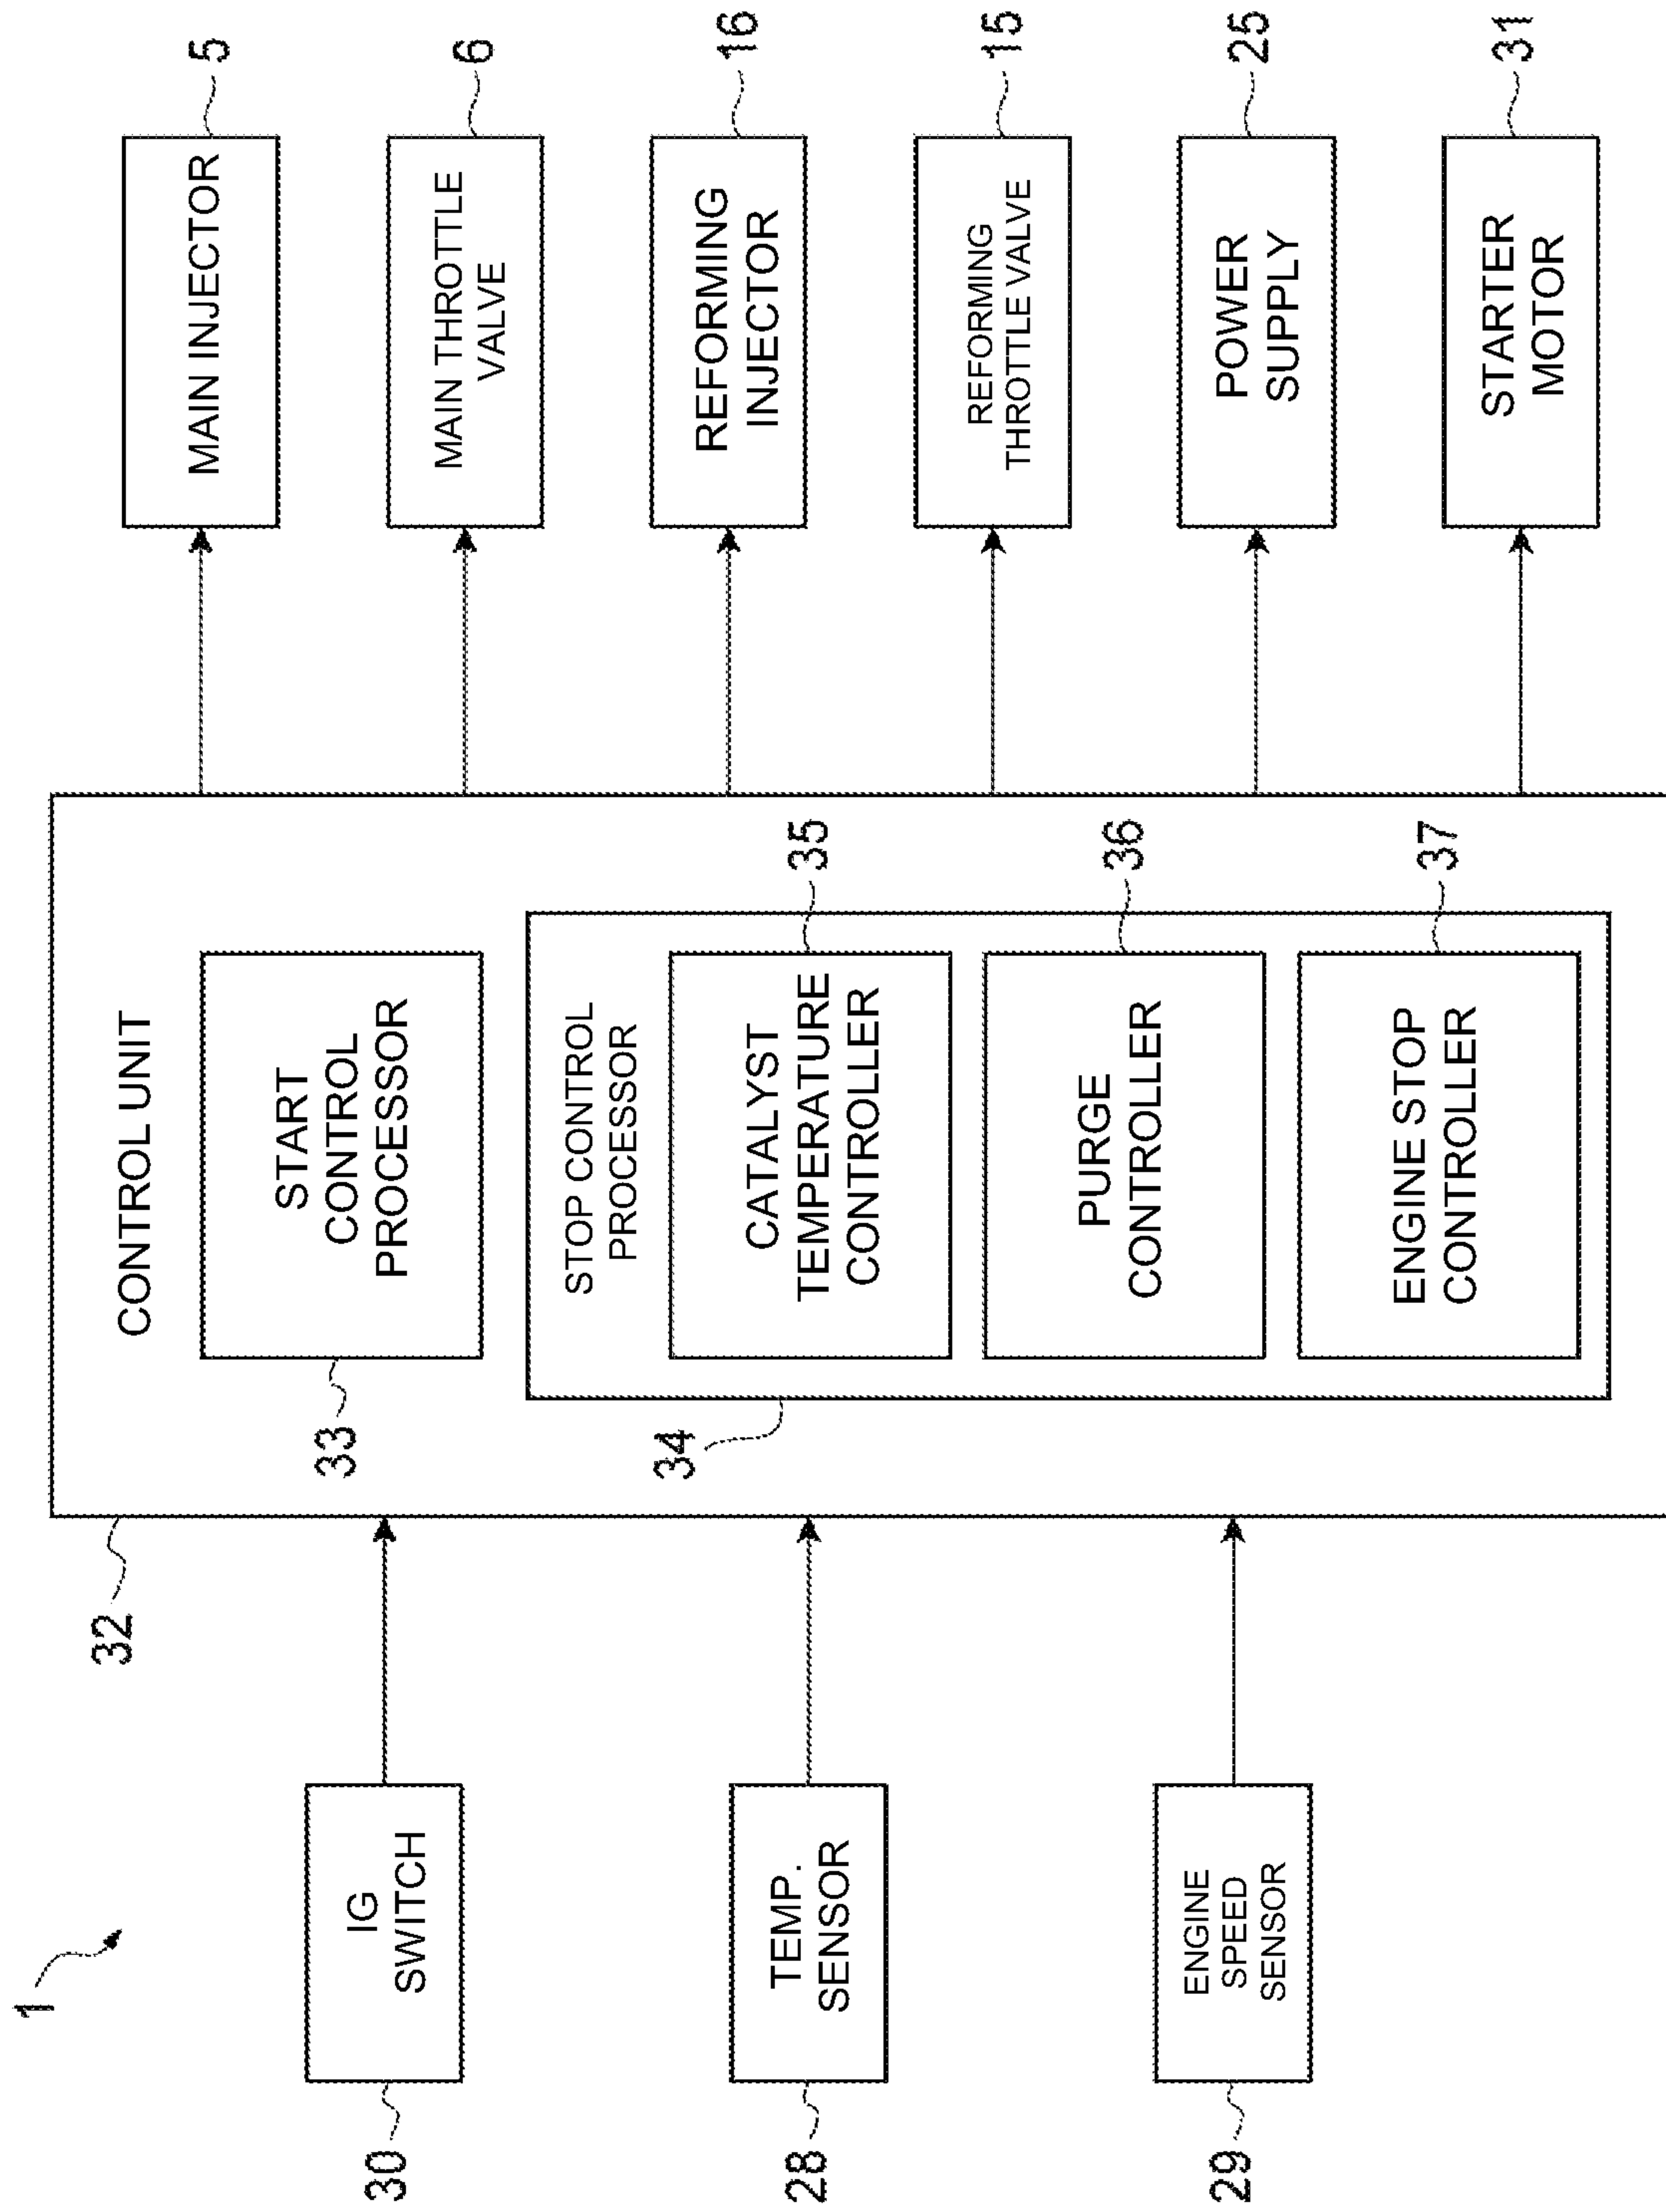 1
30
IG
SWITCH
28
TEMP.
SENSOR
29
ENGINE
SPEED
SENSOR
32
CONTROL UNIT
33
START
CONTROL
PROCESSOR
34
STOP CONTROL
PROCESSOR
CATALYST
TEMPERATURE
CONTROLLER
35
PURGE
CONTROLLER
36
ENGINE STOP
CONTROLLER
37
MAIN INJECTOR
5
MAIN THROTTLE
VALVE
6
REFORMING
INJECTOR
16
REFORMING
THROTTLE VALVE
15
POWER
SUPPLY
25
STARTER
MOTOR
31